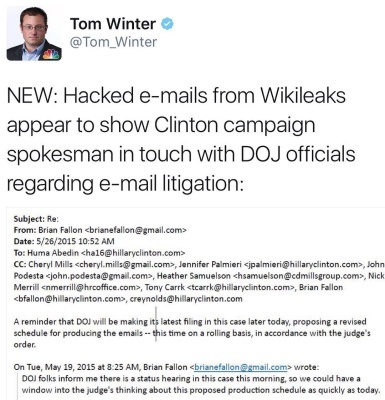 Tom Winter
@Tom_Winter
NEW: Hacked e-mails from Wikileaks
appear to show Clinton campaign
spokesman in touch with DOJ officials
regarding e-mail litigation:
Subject: Re:
From: Brian Fallon <brianefallon@gmail.com>
Date: 5/26/2015 10:52 AM
To: Huma Abedin <ha16@hillaryclinton.com>
CC: Cheryl Mills <cheryl.mills@gmail.com>, Jennifer Palmieri <jpalmieri@hillaryclinton.com>, John
Podesta <john.podesta@gmail.com>, Heather Samuelson <hsamuelson@cdmillsgroup.com>, Nick
Merrill <nmerrill@hrcoffice.com>, Tony Carrk <tcarrk@hillaryclinton.com>, Brian Fallon
<bfallon@hillaryclinton.com>, creynolds@hillaryclinton.com
A reminder that DOJ will be making its latest filing in this case later today, proposing a revised
schedule for producing the emails -- this time on a rolling basis, in accordance with the judge's
order.
On Tue, May 19, 2015 at 8:25 AM, Brian Fallon <brianefallon@gmail.com> wrote:
DOJ folks inform me there is a status hearing in this case this morning, so we could have a
window into the judge's thinking about this proposed production schedule as quickly as today.